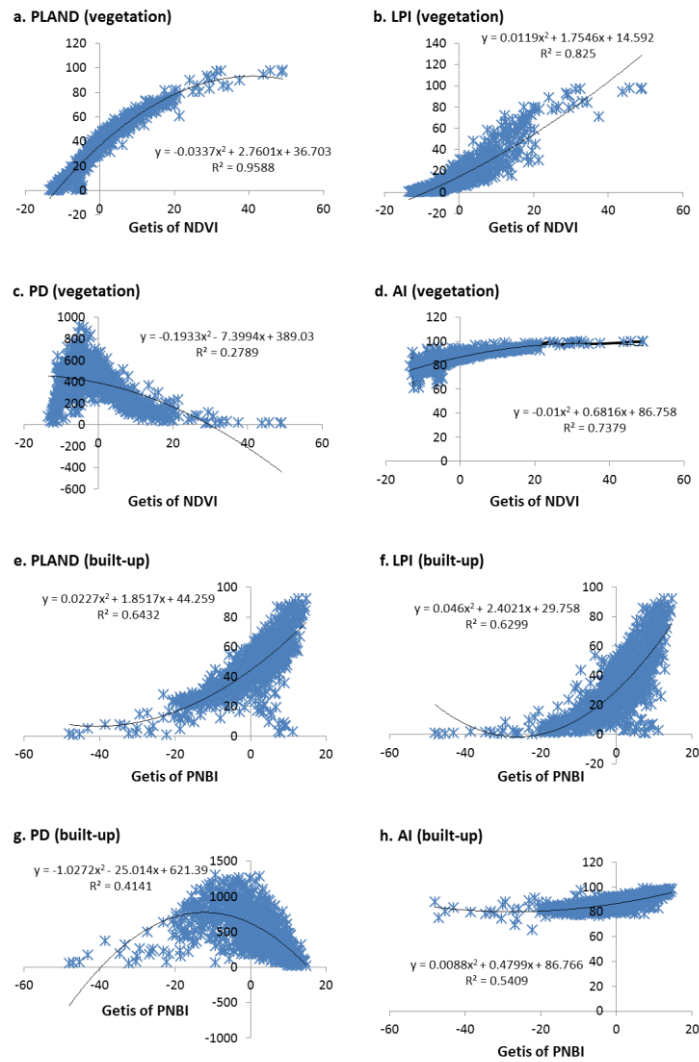 a. PLAND (vegetation)
120
100
80
60
40
20
0
-20
-20 0 20 40 60
y = -0.0337x² + 2.7601x + 36.703
R² = 0.9588
Getis of NDVI
b. LPI (vegetation)
y = 0.0119x² + 1.7546x + 14.592
R² = 0.825
140
120
100
80
60
40
20
0
-20
-20 0 20 40 60
Getis of NDVI
c. PD (vegetation)
1000
800
600
400
200
0
-200
-400
-600
-20 0 20 40 60
y = -0.1933x² - 7.3994x + 389.03
R² = 0.2789
Getis of NDVI
d. AI (vegetation)
120
100
80
60
40
20
0
-20 0 20 40 60
y = -0.01x² + 0.6816x + 86.758
R² = 0.7379
Getis of NDVI
e. PLAND (built-up)
y = 0.0227x² + 1.8517x + 44.259
R² = 0.6432
100
80
60
40
20
0
-60 -40 -20 0 20
Getis of PNBI
f. LPI (built-up)
y = 0.046x² + 2.4021x + 29.758
R² = 0.6299
100
80
60
40
20
0
-20
-60 -40 -20 0 20
Getis of PNBI
g. PD (built-up)
y = -1.0272x² - 25.014x + 621.39
R² = 0.4141
1500
1000
500
0
-500
-1000
-60 -40 -20 0 20
Getis of PNBI
h. AI (built-up)
120
100
80
60
40
20
0
-60 -40 -20 0 20
y = 0.0088x² + 0.4799x + 86.766
R² = 0.5409
Getis of PNBI